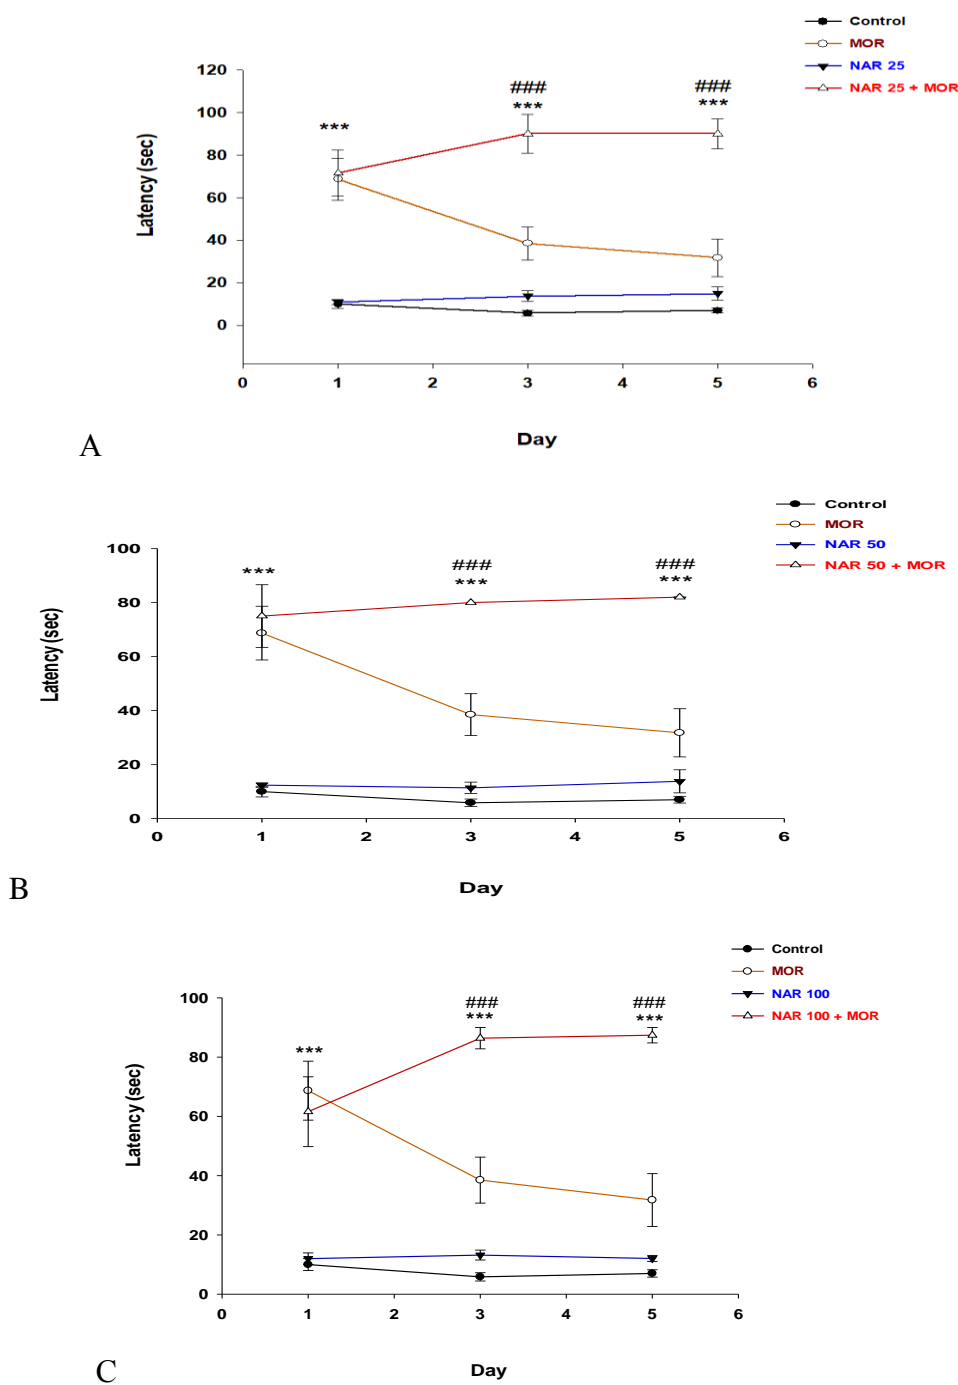 Control
MOR
NAR 25
NAR 25 + MOR
120
100
80
60
40
20
0
Latency (sec)
***
###
***
###
***
0 1 2 3 4 5 6
Day
A
Control
MOR
NAR 50
NAR 50 + MOR
100
80
60
40
20
0
Latency (sec)
***
###
***
###
***
0 1 2 3 4 5 6
Day
B
Control
MOR
NAR 100
NAR 100 + MOR
100
80
60
40
20
0
Latency (sec)
***
###
***
###
***
0 1 2 3 4 5 6
Day
C